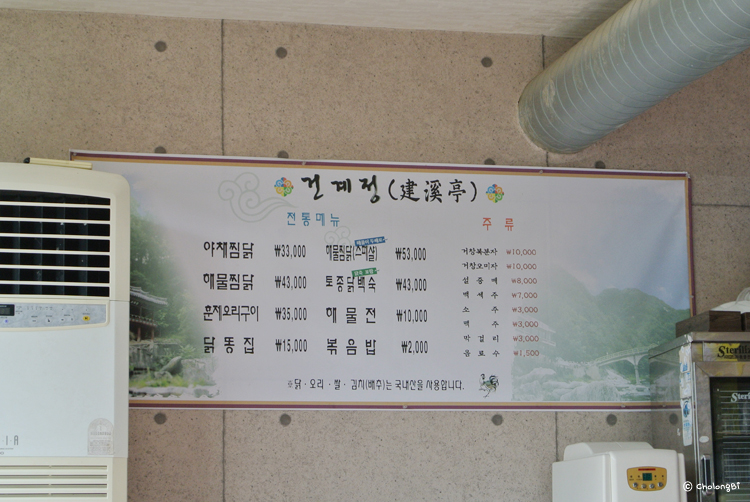 건계정(建溪亭)
전통메뉴
야채찜닭 ₩33,000
해물찜닭 ₩43,000
훈제오리구이 ₩35,000
닭똥집 ₩15,000
해물찜닭(스페샬) ₩53,000
토종닭백숙 ₩43,000
해물전 ₩10,000
볶음밥 ₩2,000
주류
거창복분자 ₩10,000
거창오미자 ₩10,000
설중매 ₩8,000
백세주 ₩7,000
소주 ₩3,000
맥주 ₩3,000
막걸리 ₩3,000
음료수 ₩1,500
※닭·오리·쌀·김치(배추)는 국내산을 사용합니다.
© CholongBi